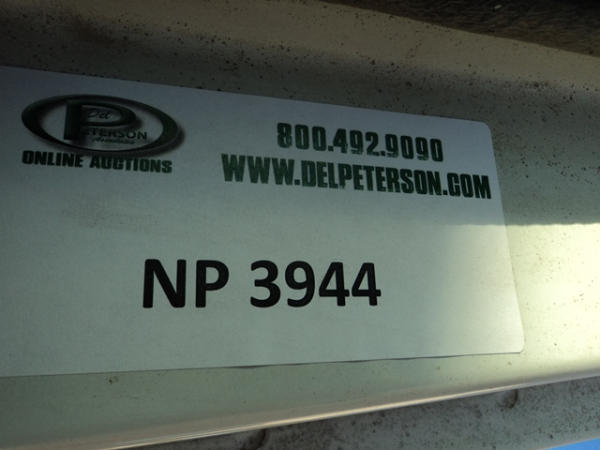 Del
PETERSON
ONLINE AUCTIONS
800.492.9090
WWW.DELPETERSON.COM
NP 3944